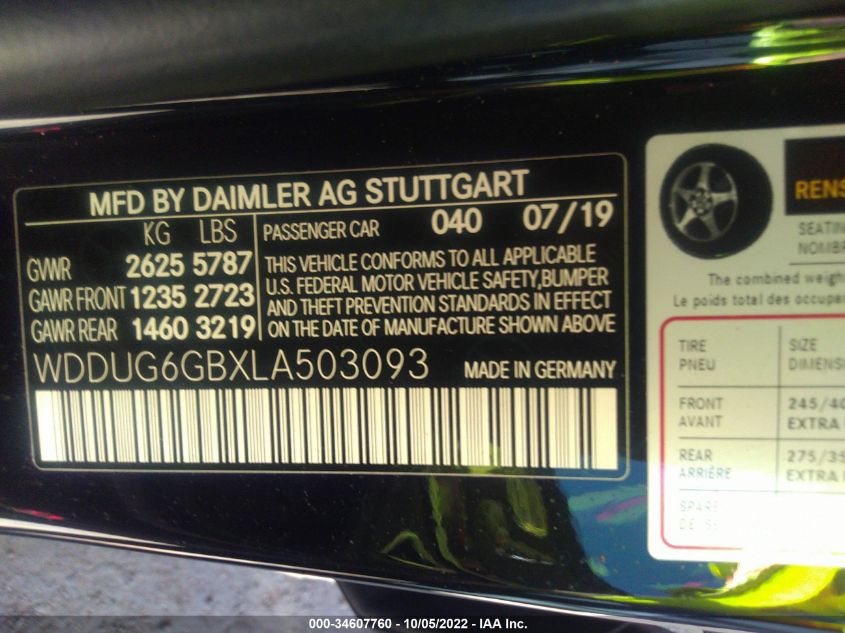 MFD BY DAIMLER AG STUTTGART
KG LBS
PASSENGER CAR 040 07/19
GVWR 2625 5787
GAWR FRONT 1235 2723
GAWR REAR 1460 3219
THIS VEHICLE CONFORMS TO ALL APPLICABLE
U.S. FEDERAL MOTOR VEHICLE SAFETY,BUMPER
AND THEFT PREVENTION STANDARDS IN EFFECT
ON THE DATE OF MANUFACTURE SHOWN ABOVE
WDDUG6GBXLA503093 MADE IN GERMANY
RENS
SEATIN
NOMBR
The combined weigh
Le poids total des occupe
TIRE SIZE
PNEU DIMENS
FRONT 245/40
AVANT EXTRA
REAR 275/35
ARRIÈRE EXTRA
SPARE
DE SE
000-34607760 - 10/05/2022 - IAA Inc.